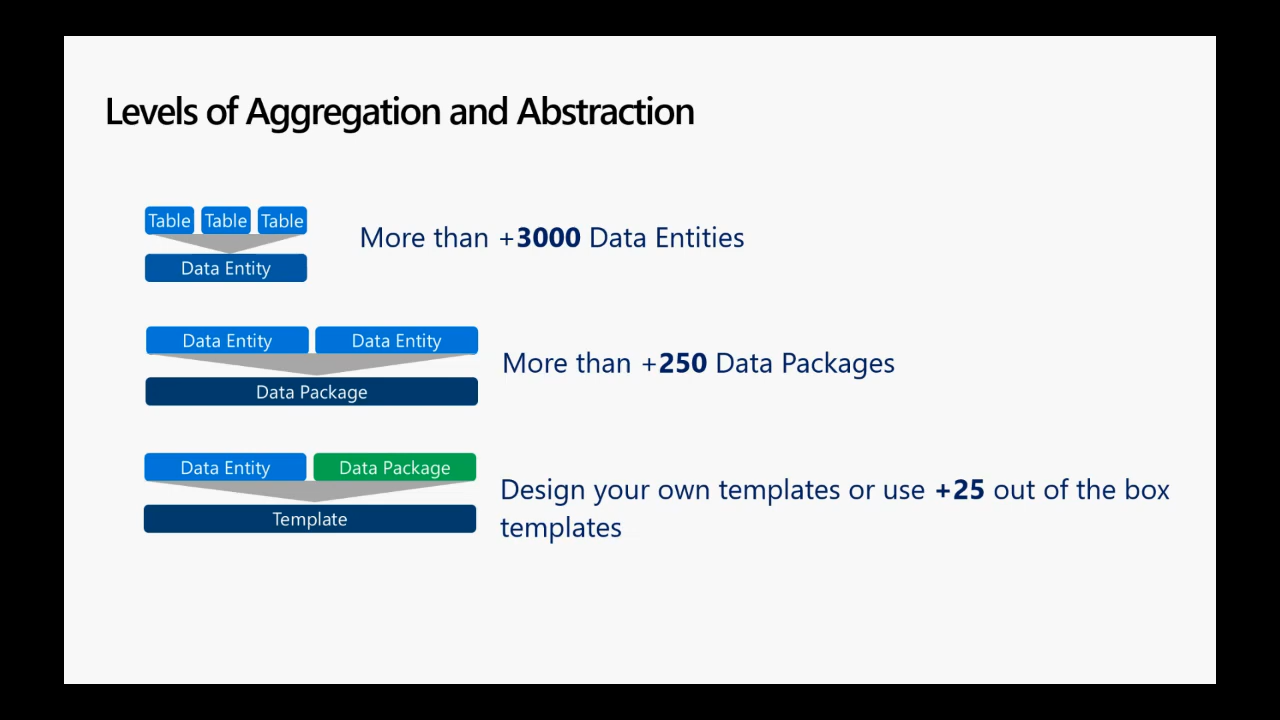 Levels of Aggregation and Abstraction
Table Table Table
Data Entity
More than +3000 Data Entities
Data Entity Data Entity
Data Package
More than +250 Data Packages
Data Entity Data Package
Template
Design your own templates or use +25 out of the box
templates